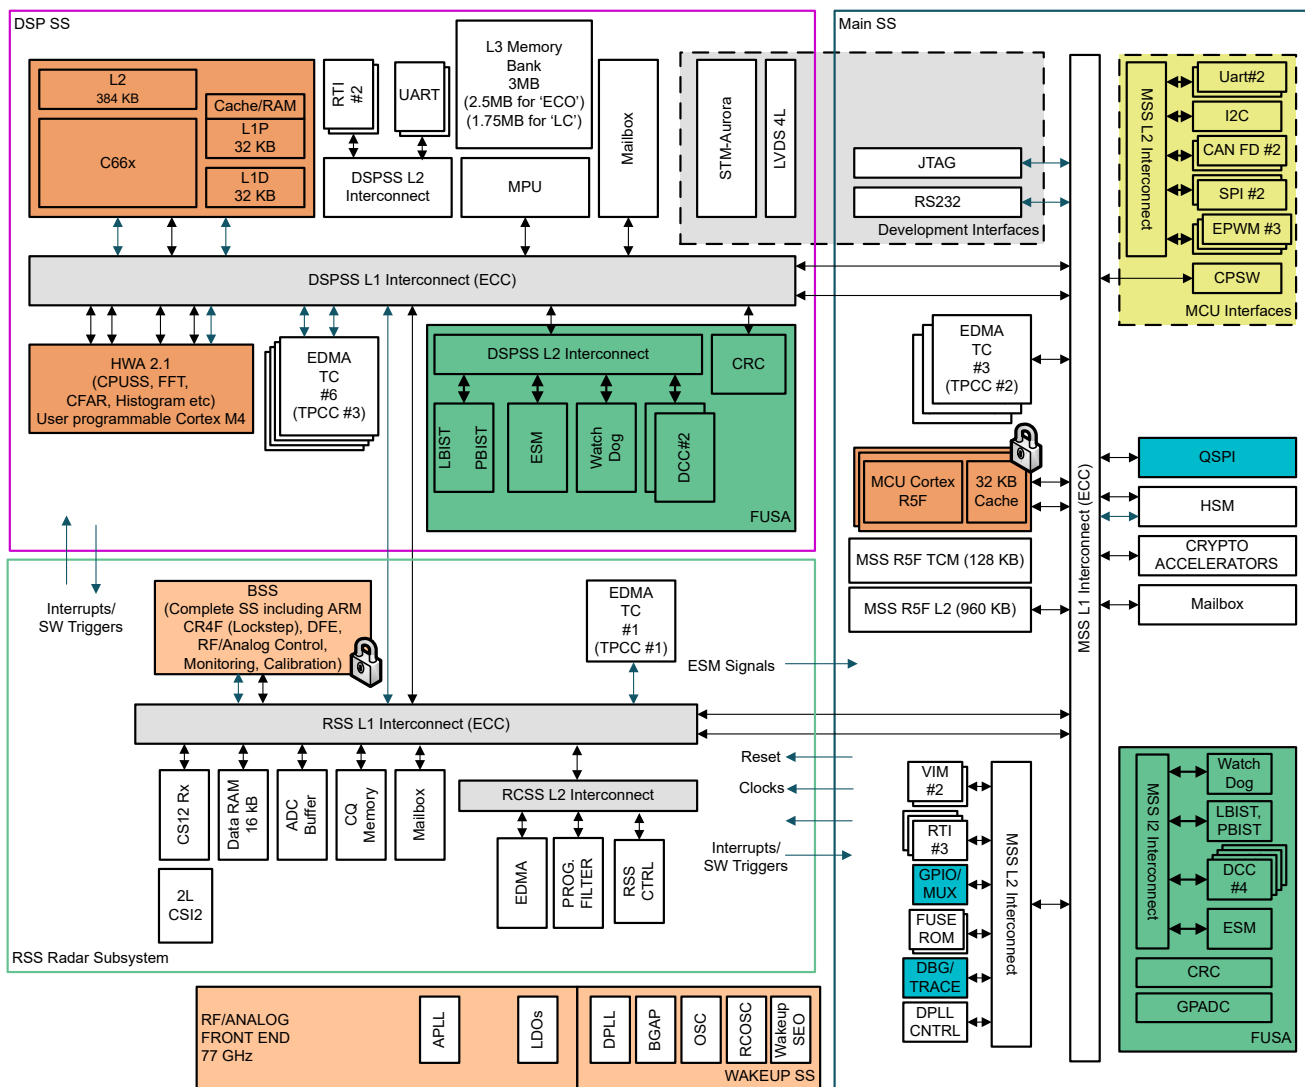 DSP SS
L2
384 KB
C66x
Cache/RAM
L1P
32 KB
L1D
32 KB
RTI
#2
UART
DSPSS L2
Interconnect
L3 Memory
Bank
3MB
(2.5MB for ‘ECO’)
(1.75MB for ‘LC’)
MPU
Mailbox
DSPSS L1 Interconnect (ECC)
HWA 2.1
(CPUSS, FFT,
CFAR, Histogram etc)
User programmable Cortex M4
EDMA
TC
#6
(TPCC #3)
DSPSS L2 Interconnect
CRC
LBIST
PBIST
ESM
Watch
Dog
DCC#2
FUSA
STM-Aurora
LVDS 4L
JTAG
RS232
Development Interfaces
Main SS
MSS L2 Interconnect
Uart#2
I2C
CAN FD #2
SPI #2
EPWM #3
CPSW
MCU Interfaces
EDMA
TC
#3
(TPCC #2)
MCU Cortex
R5F
32 KB
Cache
MSS R5F TCM (128 KB)
MSS R5F L2 (960 KB)
MSS L1 Interconnect (ECC)
QSPI
HSM
CRYPTO
ACCELERATORS
Mailbox
Interrupts/
SW Triggers
BSS
(Complete SS including ARM
CR4F (Lockstep), DFE,
RF/Analog Control,
Monitoring, Calibration)
EDMA
TC
#1
(TPCC #1)
ESM Signals
RSS L1 Interconnect (ECC)
CS12 Rx
Data RAM
16 kB
ADC
Buffer
CQ
Memory
Mailbox
RCSS L2 Interconnect
EDMA
PROG.
FILTER
RSS
CTRL
2L
CSI2
RSS Radar Subsystem
Reset
Clocks
Interrupts/
SW Triggers
VIM
#2
RTI
#3
GPIO/
MUX
FUSE
ROM
DBG/
TRACE
DPLL
CNTRL
MSS L2 Interconnect
MSS l2 Interconnect
Watch
Dog
LBIST,
PBIST
DCC
#4
ESM
CRC
GPADC
FUSA
RF/ANALOG
FRONT END
77 GHz
APLL
LDOs
DPLL
BGAP
OSC
RCOSC
Wakeup
SEO
WAKEUP SS